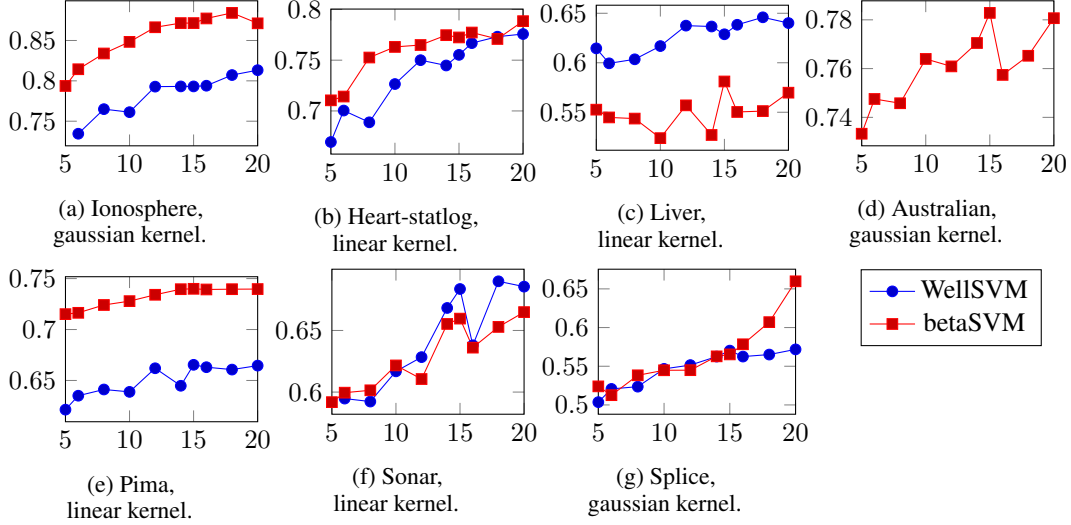 0.85
0.8
0.75
5 10 15 20
(a) Ionosphere,
gaussian kernel.
0.8
0.75
0.7
5 10 15 20
(b) Heart-statlog,
linear kernel.
0.65
0.6
0.55
5 10 15 20
(c) Liver,
linear kernel.
0.78
0.76
0.74
5 10 15 20
(d) Australian,
gaussian kernel.
0.75
0.7
0.65
5 10 15 20
(e) Pima,
linear kernel.
0.65
0.6
5 10 15 20
(f) Sonar,
linear kernel.
0.65
0.6
0.55
0.5
5 10 15 20
(g) Splice,
gaussian kernel.
WellSVM
betaSVM